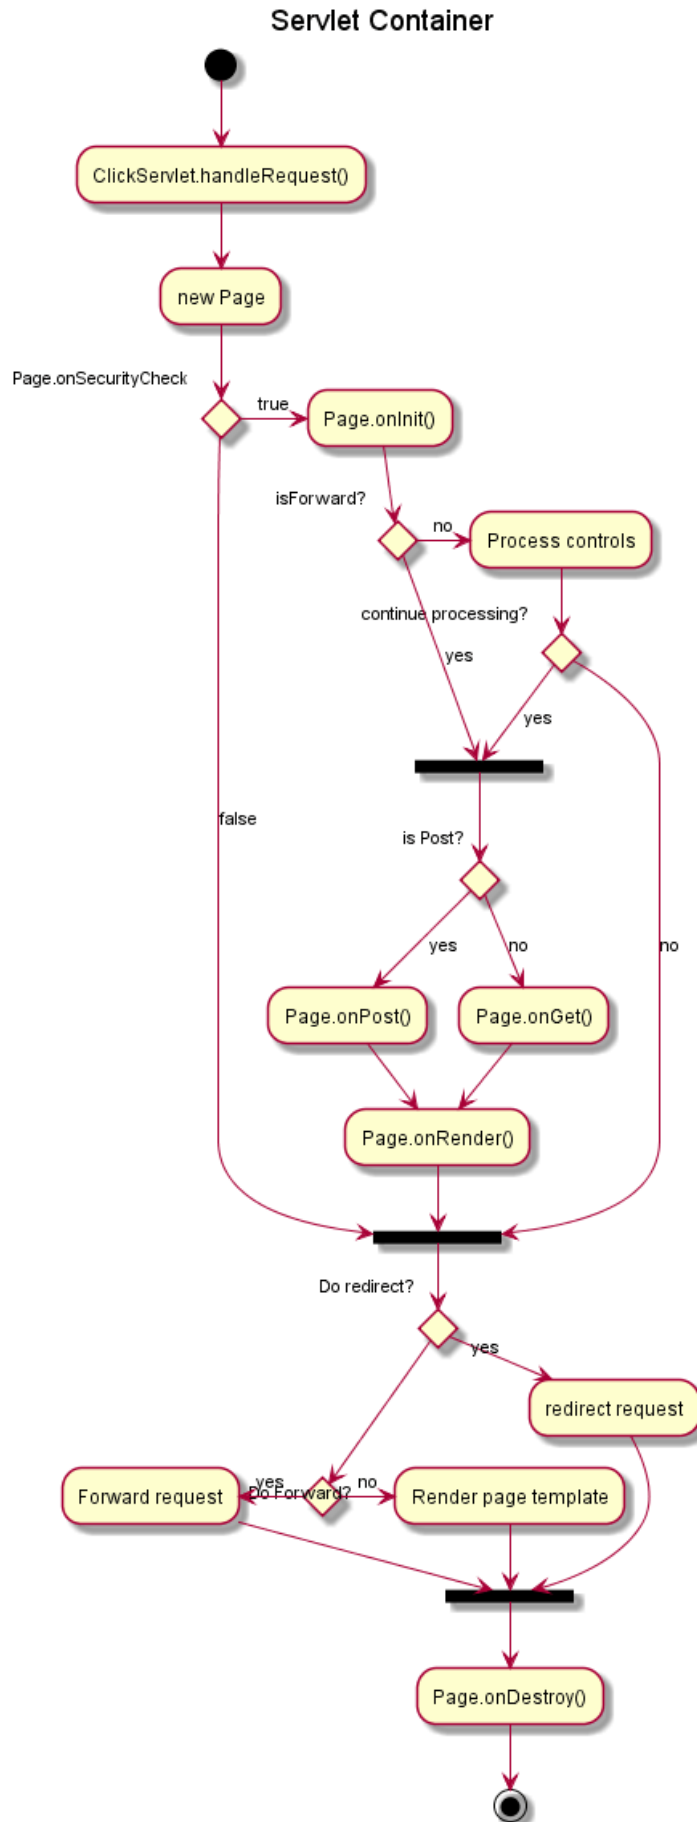 Servlet Container
ClickServlet.handleRequest()
new Page
Page.onSecurityCheck
true
Page.onInit()
isForward?
no
Process controls
continue processing?
yes
yes
false
is Post?
no
yes
no
Page.onPost()
Page.onGet()
Page.onRender()
Do redirect?
yes
redirect request
Forward request
yes
Do Forward?
no
Render page template
Page.onDestroy()